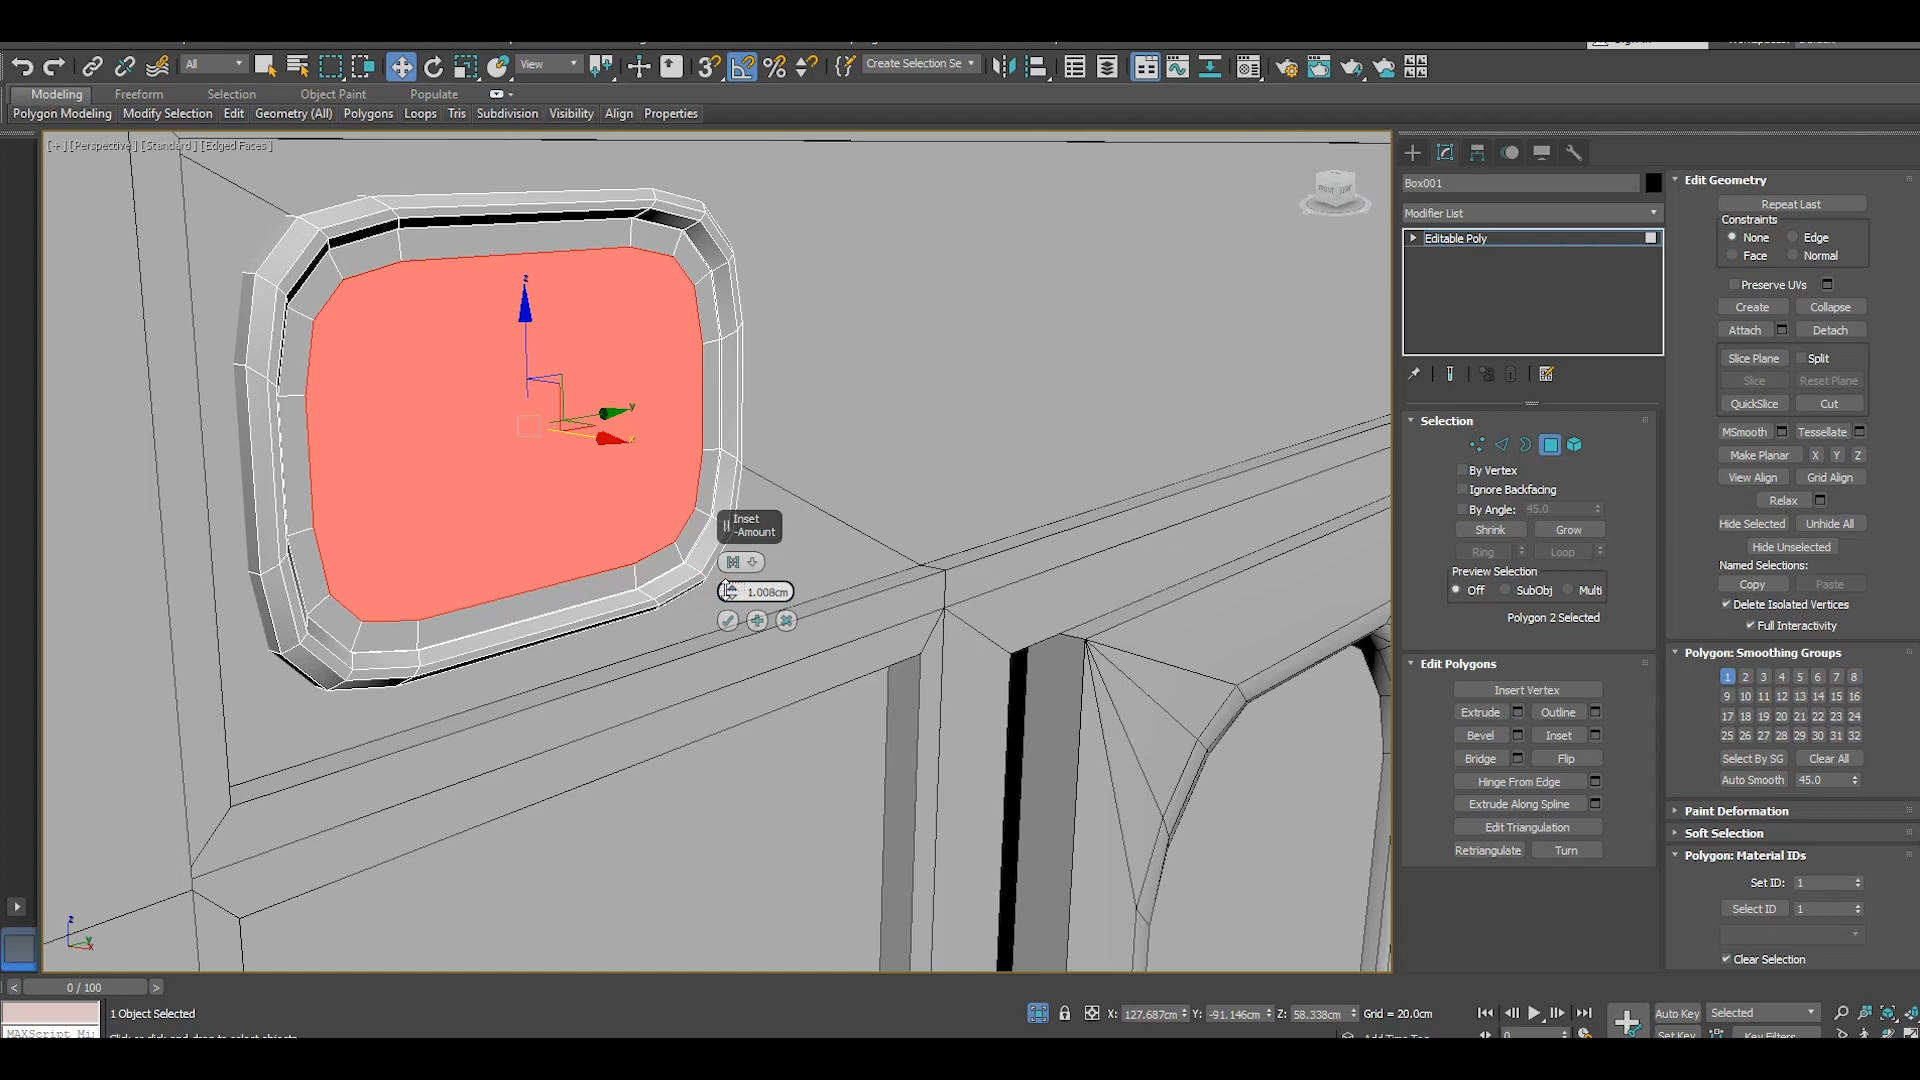 All
View
Create Selection Se
Modeling Freeform Selection Object Paint Populate
Polygon Modeling Modify Selection Edit Geometry (All) Polygons Loops Tris Subdivision Visibility Align Properties
[+] [Perspective] [Standard] [Edged Faces]
Box001
Modifier List
Editable Poly
Selection
By Vertex
Ignore Backfacing
By Angle: 45.0
Shrink Grow
Ring Loop
Preview Selection
Off SubObj Multi
Polygon 2 Selected
Edit Polygons
Insert Vertex
Extrude Outline
Bevel Inset
Bridge Flip
Hinge From Edge
Extrude Along Spline
Edit Triangulation
Retriangulate Turn
Edit Geometry
Repeat Last
Constraints
None Edge
Face Normal
Preserve UVs
Create Collapse
Attach Detach
Slice Plane Split
Slice Reset Plane
QuickSlice Cut
MSmooth Tessellate
Make Planar X Y Z
View Align Grid Align
Relax
Hide Selected Unhide All
Hide Unselected
Named Selections:
Copy Paste
Delete Isolated Vertices
Full Interactivity
Polygon: Smoothing Groups
1 2 3 4 5 6 7 8
9 10 11 12 13 14 15 16
17 18 19 20 21 22 23 24
25 26 27 28 29 30 31 32
Select By SG Clear All
Auto Smooth 45.0
Paint Deformation
Soft Selection
Polygon: Material IDs
Set ID: 1
Select ID 1
Clear Selection
Inset
-Amount
1.008cm
z
y
x
z
y
x
0 / 100
1 Object Selected
X: 127.687cm Y: -91.146cm Z: 58.338cm Grid = 20.0cm
Auto Key Selected
0